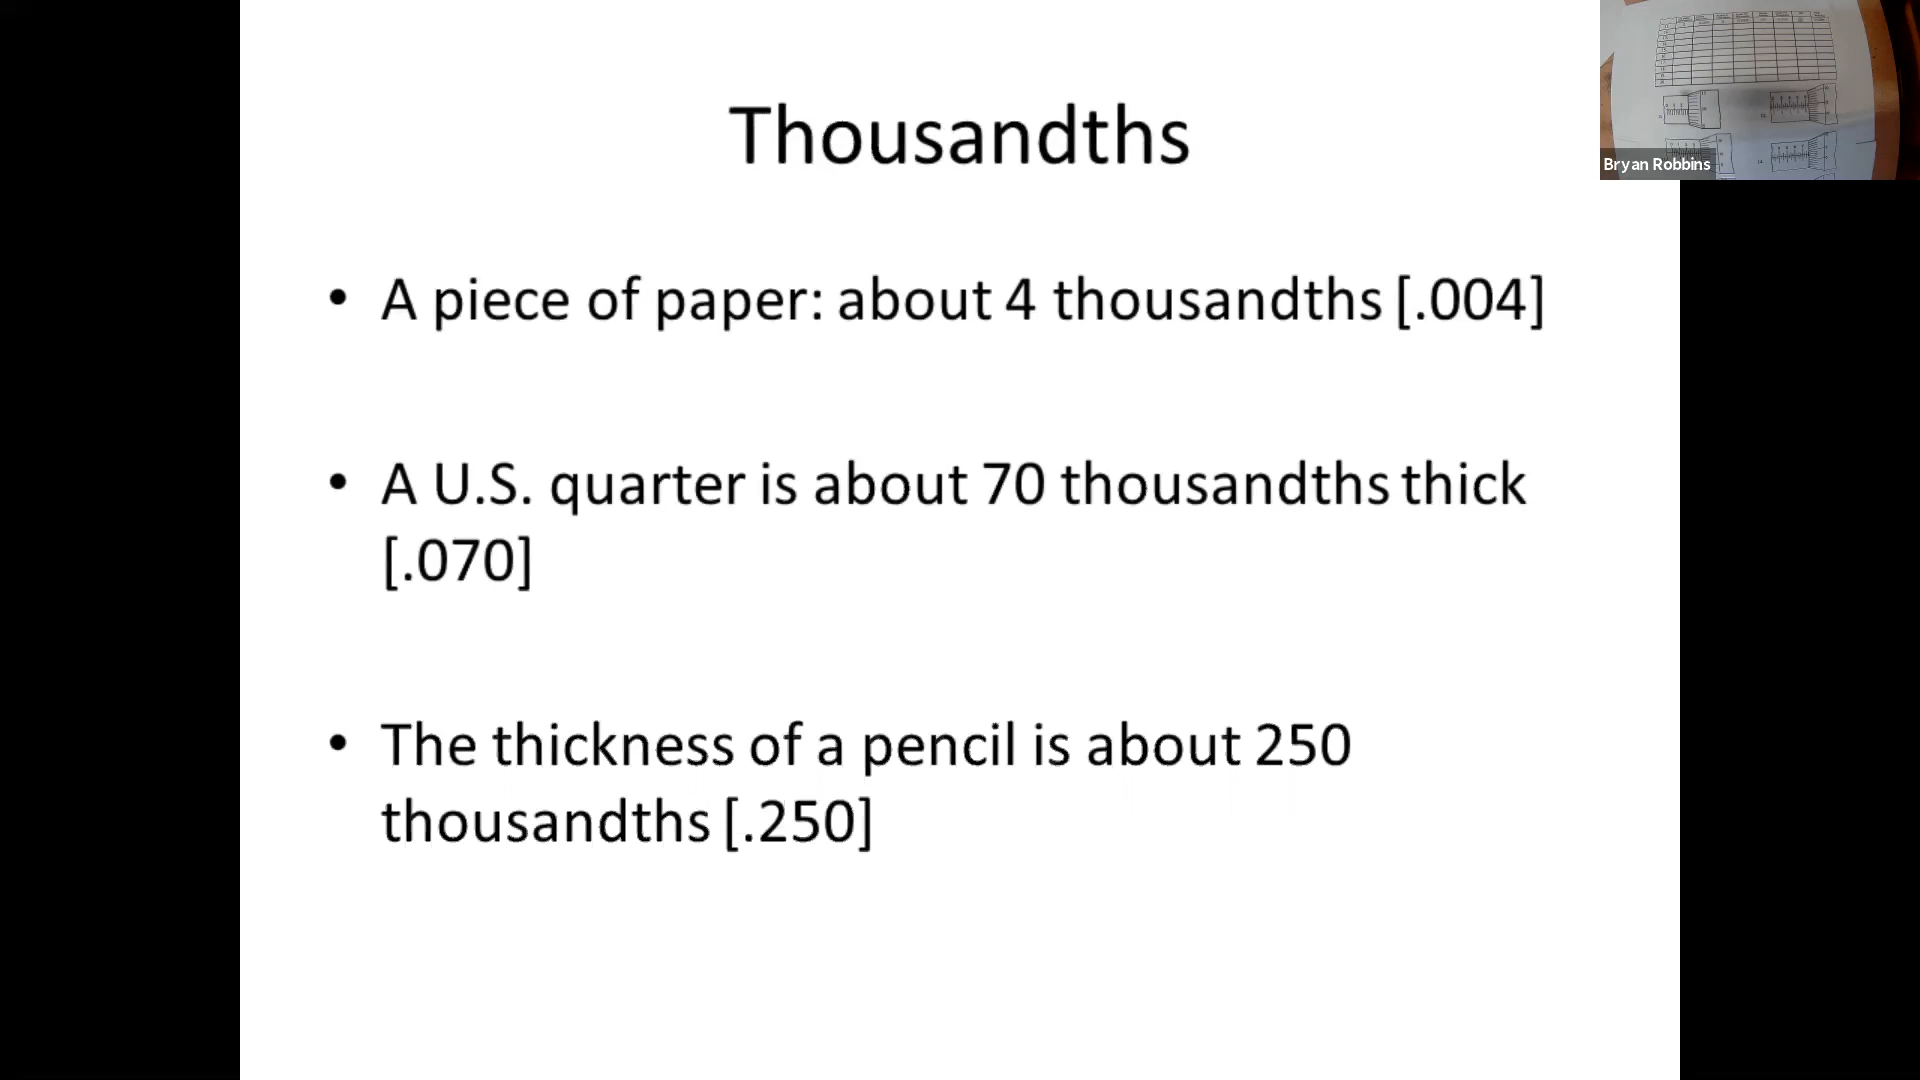 Thousandths
• A piece of paper: about 4 thousandths [.004]
• A U.S. quarter is about 70 thousandths thick
[.070]
• The thickness of a pencil is about 250
thousandths [.250]
Bryan Robbins